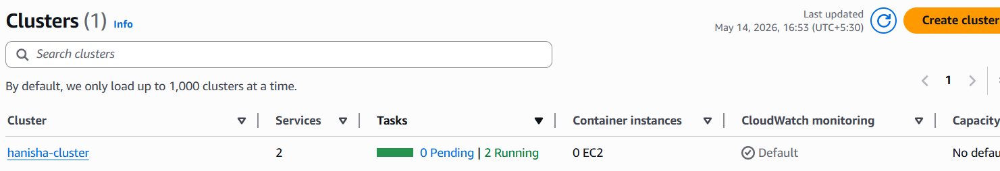 Clusters (1) Info
Last updated
May 14, 2026, 16:53 (UTC+5:30)
Create cluster
Search clusters
By default, we only load up to 1,000 clusters at a time.
1
Cluster Services Tasks Container instances CloudWatch monitoring Capacity
hanisha-cluster 2 0 Pending | 2 Running 0 EC2 Default No defau